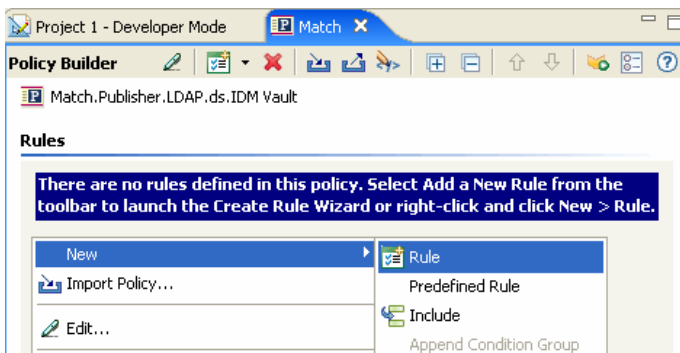 Project 1 - Developer Mode
Match
Policy Builder
Match.Publisher.LDAP.ds.IDM Vault
Rules
There are no rules defined in this policy. Select Add a New Rule from the
toolbar to launch the Create Rule Wizard or right-click and click New > Rule.
New
Rule
Import Policy...
Predefined Rule
Include
Edit...
Append Condition Group